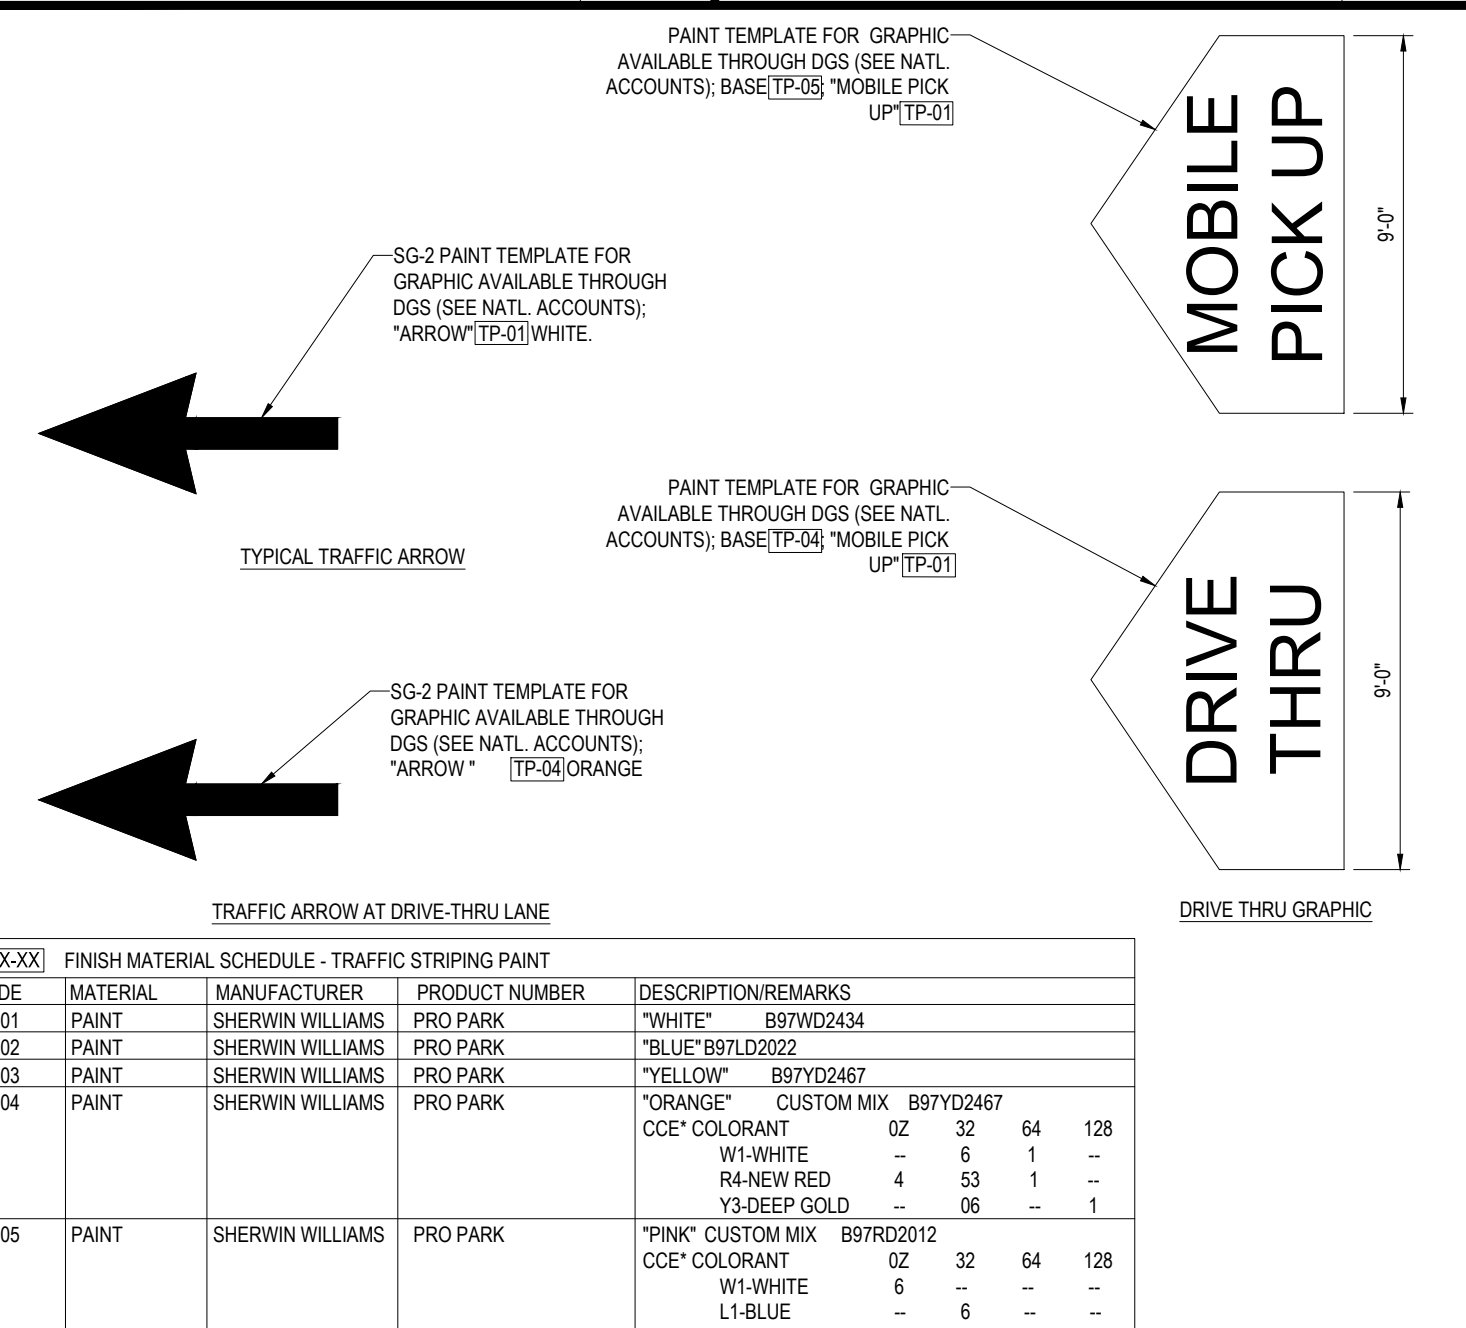 PAINT TEMPLATE FOR GRAPHIC
AVAILABLE THROUGH DGS (SEE NATL.
ACCOUNTS); BASE TP-05; "MOBILE PICK
UP" TP-01
MOBILE
PICK UP
9'-0"
SG-2 PAINT TEMPLATE FOR
GRAPHIC AVAILABLE THROUGH
DGS (SEE NATL. ACCOUNTS);
"ARROW" TP-01 WHITE.
TYPICAL TRAFFIC ARROW
PAINT TEMPLATE FOR GRAPHIC
AVAILABLE THROUGH DGS (SEE NATL.
ACCOUNTS); BASE TP-04; "MOBILE PICK
UP" TP-01
DRIVE
THRU
9'-0"
SG-2 PAINT TEMPLATE FOR
GRAPHIC AVAILABLE THROUGH
DGS (SEE NATL. ACCOUNTS);
"ARROW " TP-04 ORANGE
TRAFFIC ARROW AT DRIVE-THRU LANE
DRIVE THRU GRAPHIC
X-XX FINISH MATERIAL SCHEDULE - TRAFFIC STRIPING PAINT
DE MATERIAL MANUFACTURER PRODUCT NUMBER DESCRIPTION/REMARKS
01 PAINT SHERWIN WILLIAMS PRO PARK "WHITE" B97WD2434
02 PAINT SHERWIN WILLIAMS PRO PARK "BLUE" B97LD2022
03 PAINT SHERWIN WILLIAMS PRO PARK "YELLOW" B97YD2467
04 PAINT SHERWIN WILLIAMS PRO PARK "ORANGE" CUSTOM MIX B97YD2467
CCE* COLORANT 0Z 32 64 128
W1-WHITE -- 6 1 --
R4-NEW RED 4 53 1 --
Y3-DEEP GOLD -- 06 -- 1
05 PAINT SHERWIN WILLIAMS PRO PARK "PINK" CUSTOM MIX B97RD2012
CCE* COLORANT 0Z 32 64 128
W1-WHITE 6 -- -- --
L1-BLUE -- 6 -- --